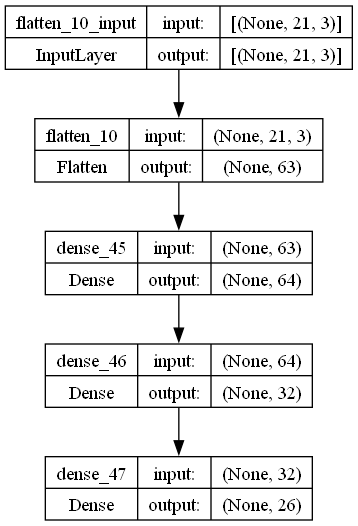 flatten_10_input input: [(None, 21, 3)]
InputLayer output: [(None, 21, 3)]
flatten_10 input: (None, 21, 3)
Flatten output: (None, 63)
dense_45 input: (None, 63)
Dense output: (None, 64)
dense_46 input: (None, 64)
Dense output: (None, 32)
dense_47 input: (None, 32)
Dense output: (None, 26)